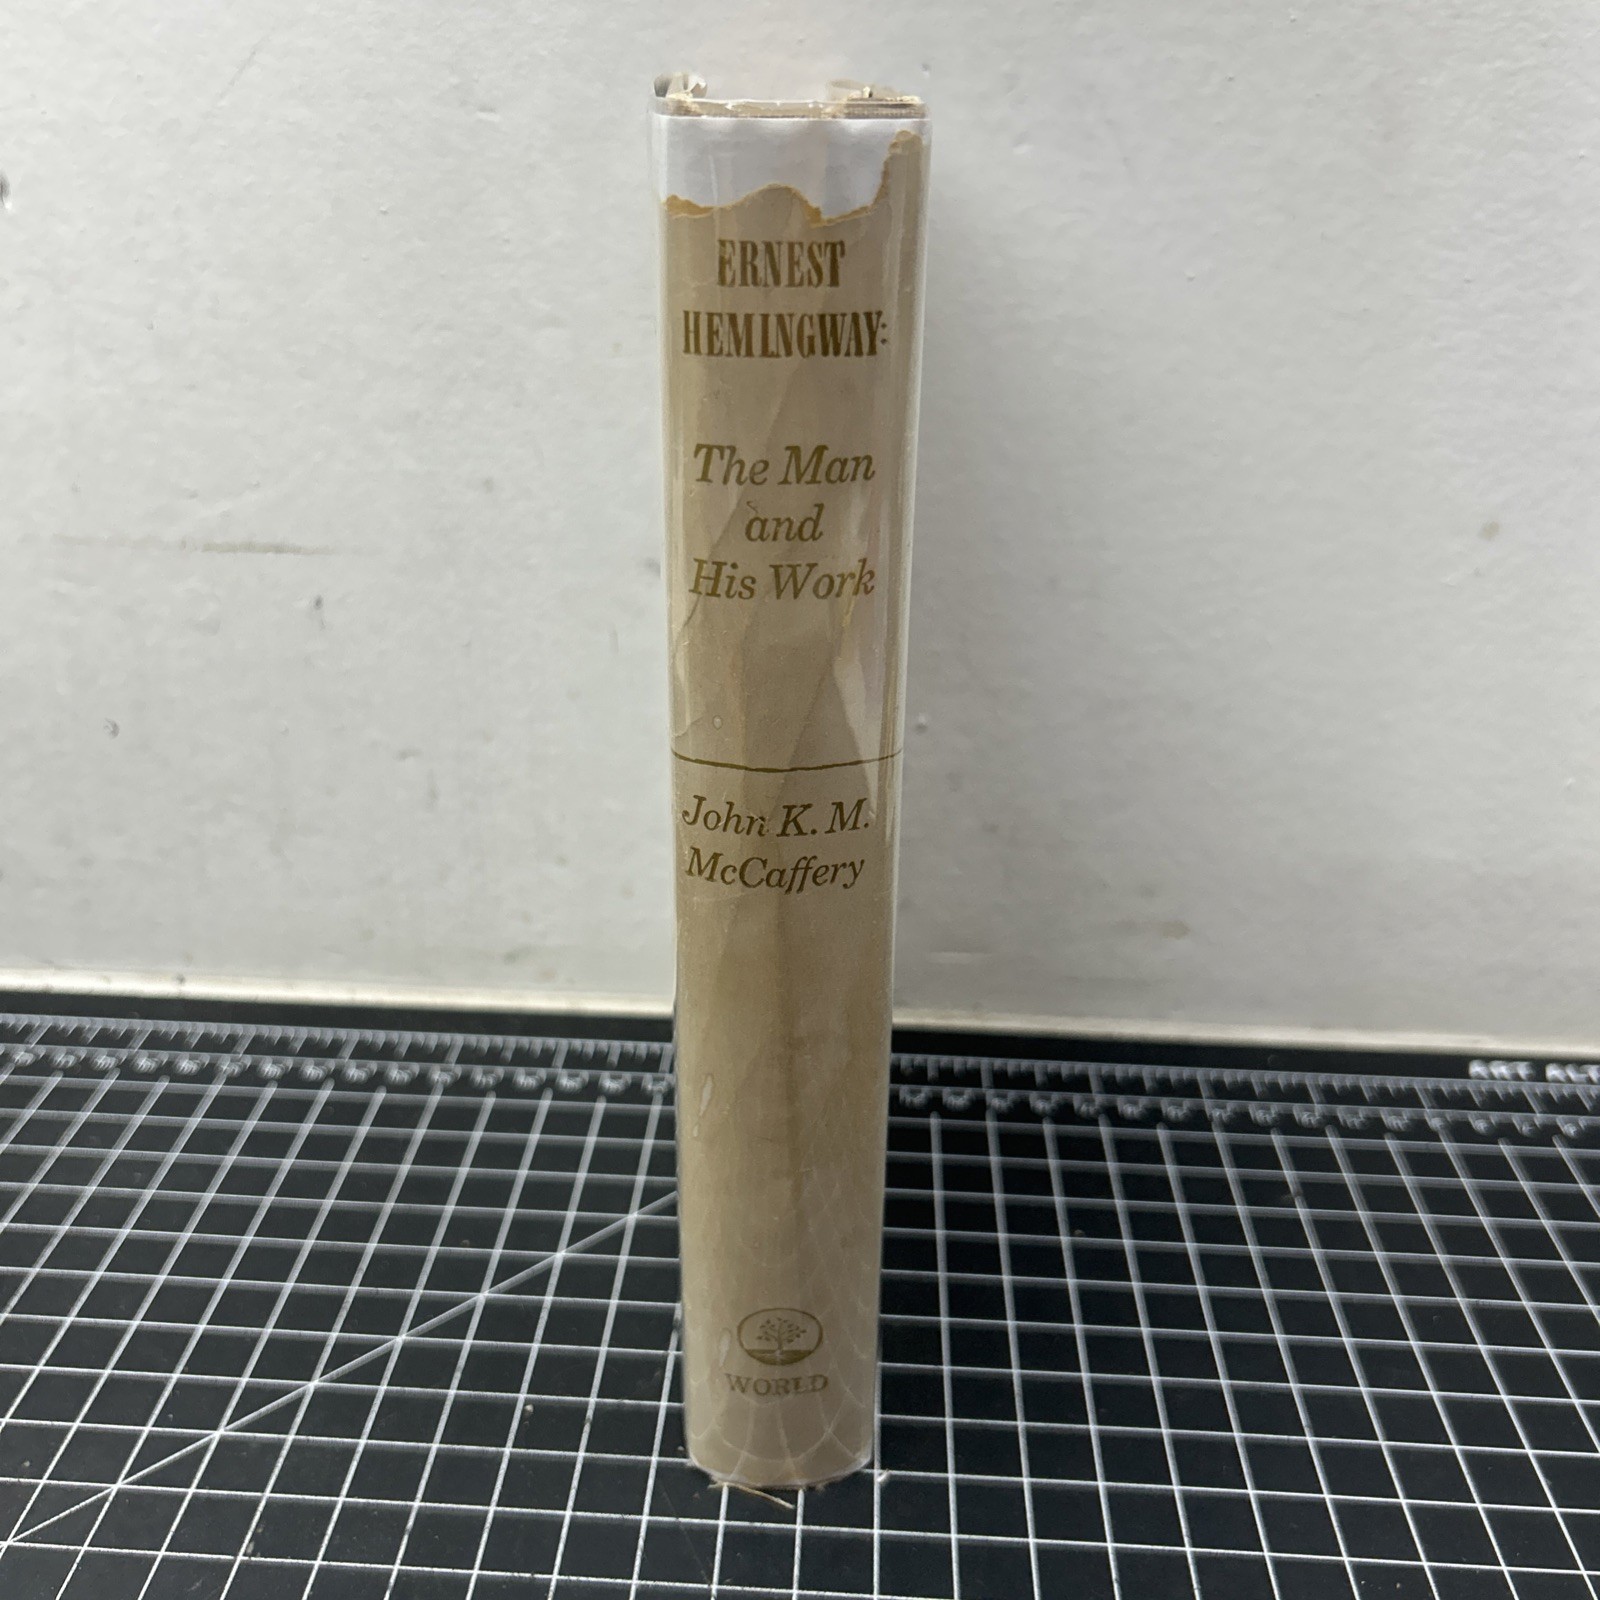 ERNEST
HEMINGWAY:
The Man
and
His Work
John K. M.
McCaffery
WORLD